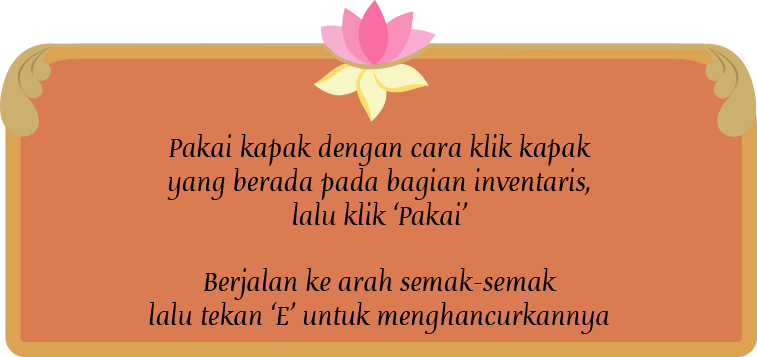 Pakai kapak dengan cara klik kapak
yang berada pada bagian inventaris,
lalu klik ‘Pakai’
Berjalan ke arah semak-semak
lalu tekan ‘E’ untuk menghancurkannya